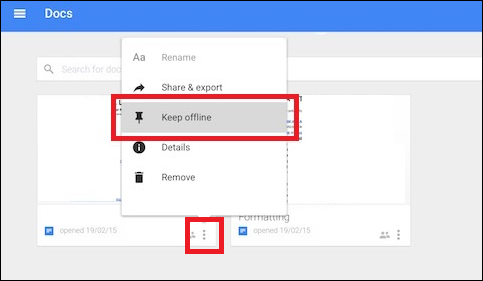 Docs
Aa Rename
Search for doc
Share & export
Keep offline
Details
Remove
Formatting
opened 19/02/15
opened 19/02/15